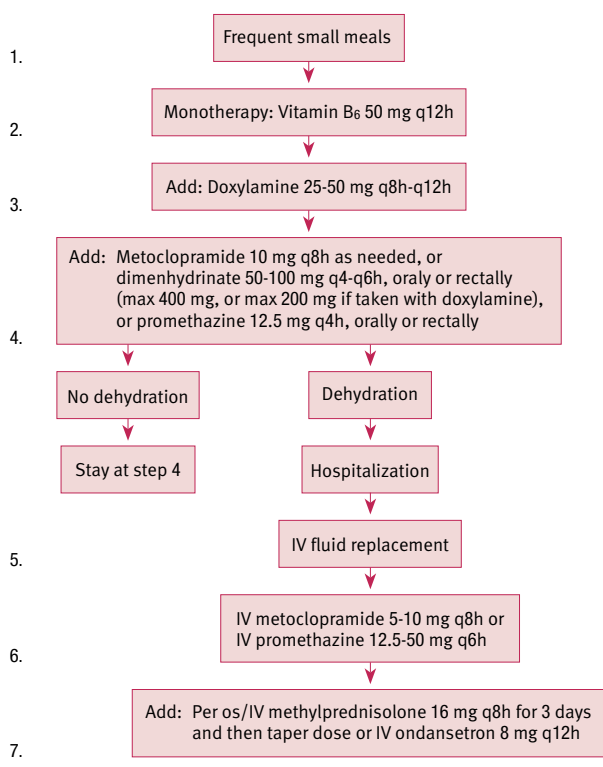 Frequent small meals
1.
Monotherapy: Vitamin B₆ 50 mg q12h
2.
Add: Doxylamine 25-50 mg q8h-q12h
3.
Add: Metoclopramide 10 mg q8h as needed, or
dimenhydrinate 50-100 mg q4-q6h, oraly or rectally
(max 400 mg, or max 200 mg if taken with doxylamine),
or promethazine 12.5 mg q4h, orally or rectally
4.
No dehydration
Dehydration
Stay at step 4
Hospitalization
IV fluid replacement
5.
IV metoclopramide 5-10 mg q8h or
IV promethazine 12.5-50 mg q6h
6.
Add: Per os/IV methylprednisolone 16 mg q8h for 3 days
and then taper dose or IV ondansetron 8 mg q12h
7.